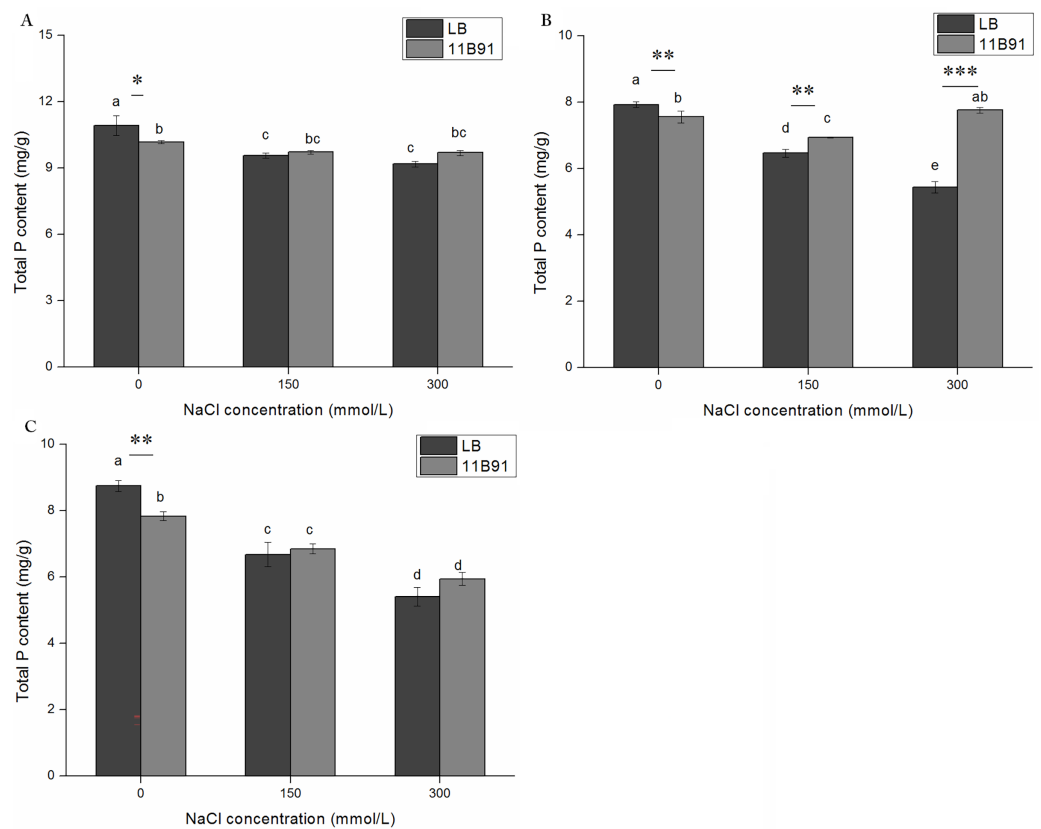 A
LB
11B91
15
12
9
6
3
0
Total P content (mg/g)
*
a
b
c
bc
c
bc
0
150
300
NaCl concentration (mmol/L)
B
LB
11B91
10
8
6
4
2
0
Total P content (mg/g)
**
**
***
a
b
d
c
e
ab
0
150
300
NaCl concentration (mmol/L)
C
LB
11B91
10
8
6
4
2
0
Total P content (mg/g)
**
a
b
c
c
d
d
0
150
300
NaCl concentration (mmol/L)